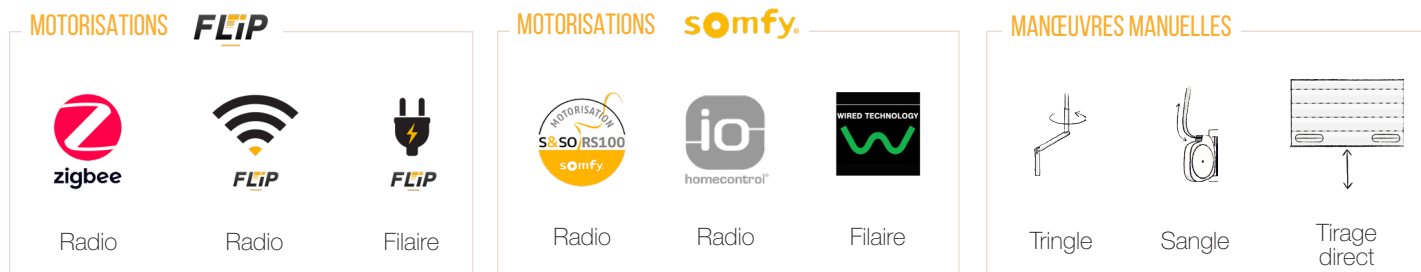 MOTORISATIONS FLiP
zigbee
Radio
FLiP
Radio
FLiP
Filaire
MOTORISATIONS somfy.
MOTORISATION
S&SO RS100
somfy.
Radio
io
homecontrol®
Radio
WIRED TECHNOLOGY
Filaire
MANŒUVRES MANUELLES
Tringle
Sangle
Tirage
direct